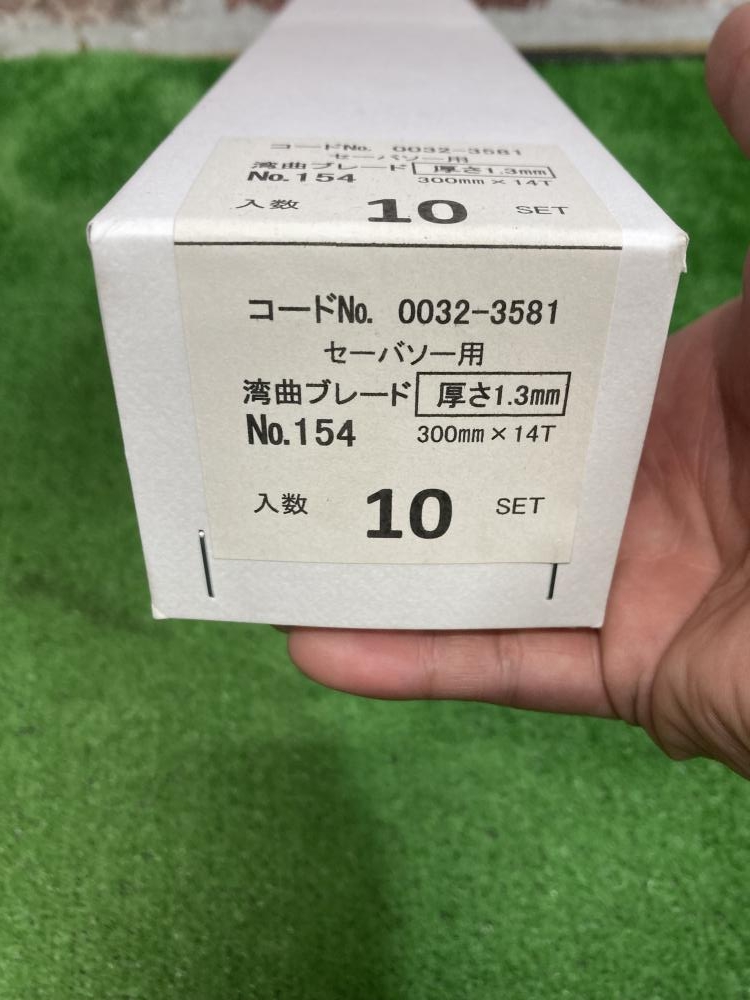 コードNo. 0032-3581
セーバソー用
湾曲ブレード 厚さ1.3mm
No.154 300mm×14T
入数 10 SET
コードNo. 0032-3581
セーバソー用
湾曲ブレード 厚さ1.3mm
No.154 300mm×14T
入数 10 SET